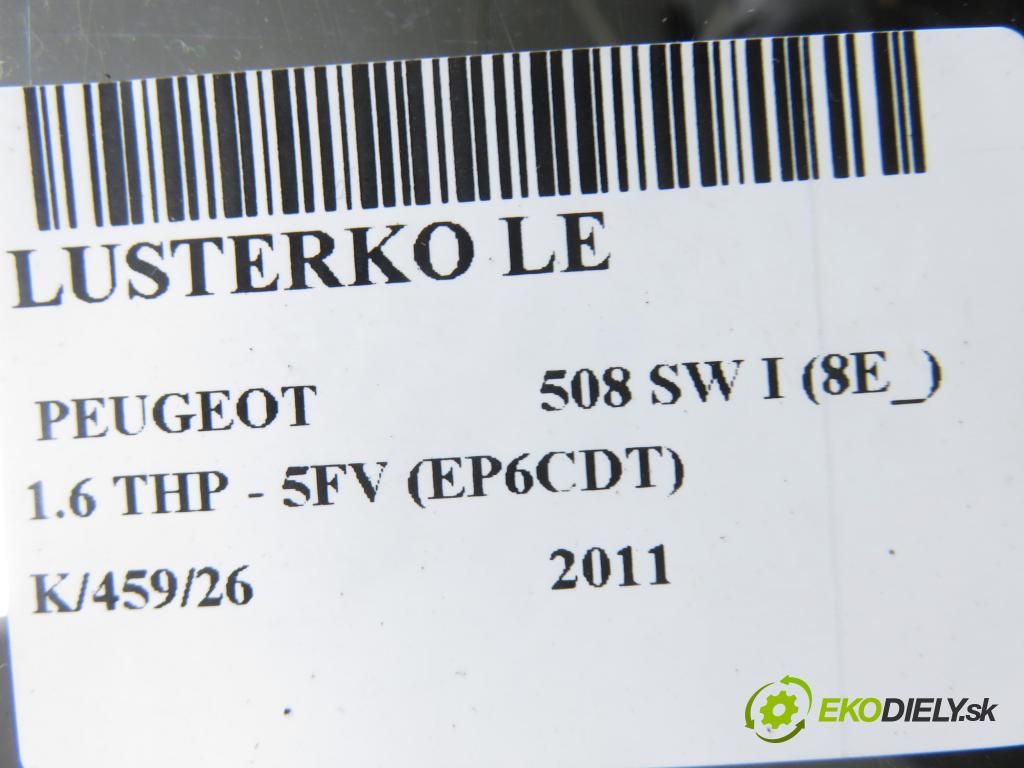 LUSTERKO LE
PEUGEOT 508 SW I (8E_)
1.6 THP - 5FV (EP6CDT)
K/459/26 2011
EKODIELY.sk